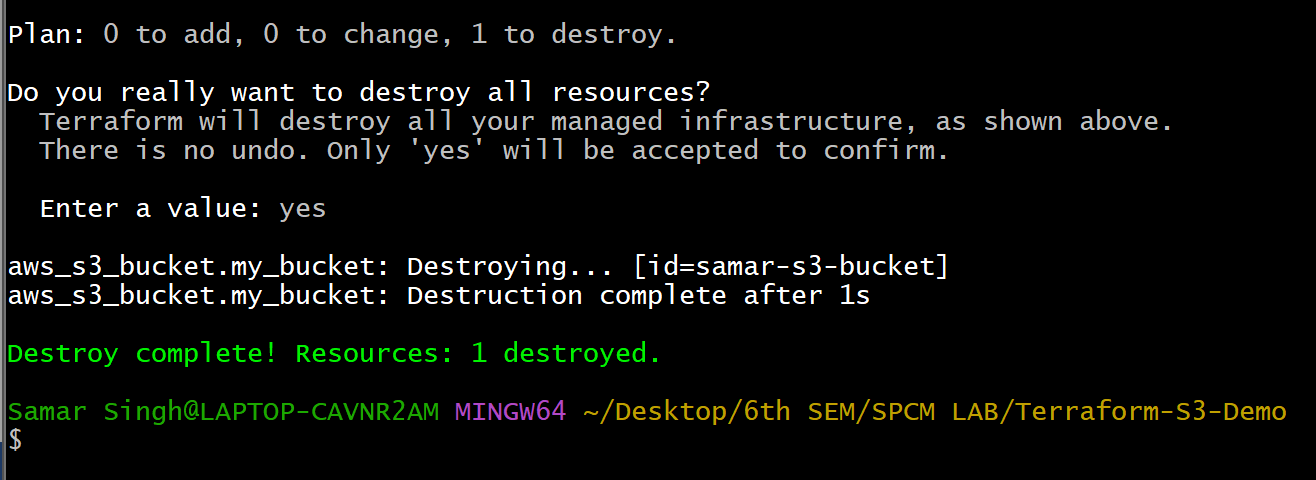 Plan: 0 to add, 0 to change, 1 to destroy.
Do you really want to destroy all resources?
Terraform will destroy all your managed infrastructure, as shown above.
There is no undo. Only 'yes' will be accepted to confirm.
Enter a value: yes
aws_s3_bucket.my_bucket: Destroying... [id=samar-s3-bucket]
aws_s3_bucket.my_bucket: Destruction complete after 1s
Destroy complete! Resources: 1 destroyed.
Samar Singh@LAPTOP-CAVNR2AM MINGW64 ~/Desktop/6th SEM/SPCM LAB/Terraform-S3-Demo
$